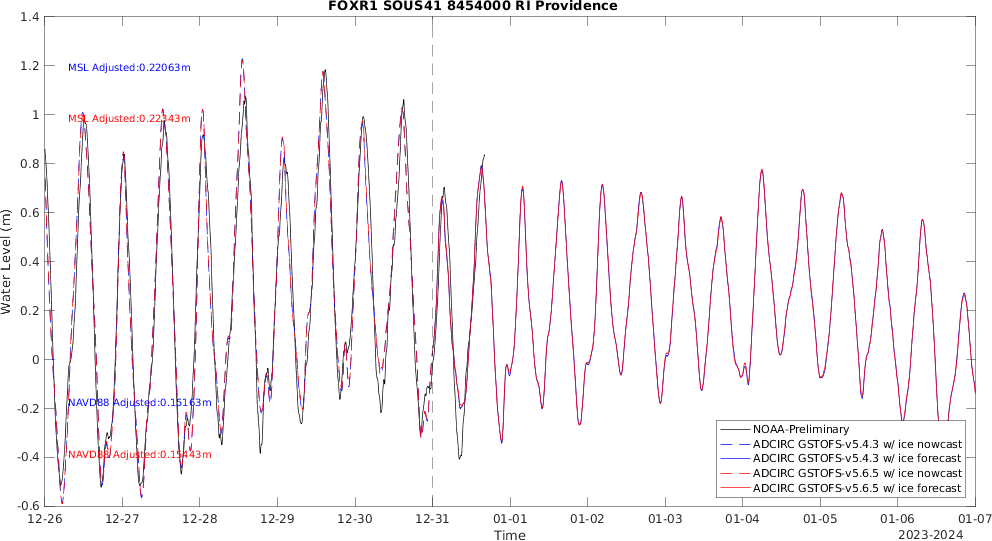 FOXR1 SOUS41 8454000 RI Providence
1.4
1.2
1
0.8
0.6
0.4
0.2
0
-0.2
-0.4
-0.6
Water Level (m)
MSL Adjusted:0.22063m
MSL Adjusted:0.22343m
NAVD88 Adjusted:0.15163m
NAVD88 Adjusted:0.15443m
NOAA-Preliminary
ADCIRC GSTOFS-v5.4.3 w/ ice nowcast
ADCIRC GSTOFS-v5.4.3 w/ ice forecast
ADCIRC GSTOFS-v5.6.5 w/ ice nowcast
ADCIRC GSTOFS-v5.6.5 w/ ice forecast
12-26 12-27 12-28 12-29 12-30 12-31 01-01 01-02 01-03 01-04 01-05 01-06 01-07
Time
2023-2024